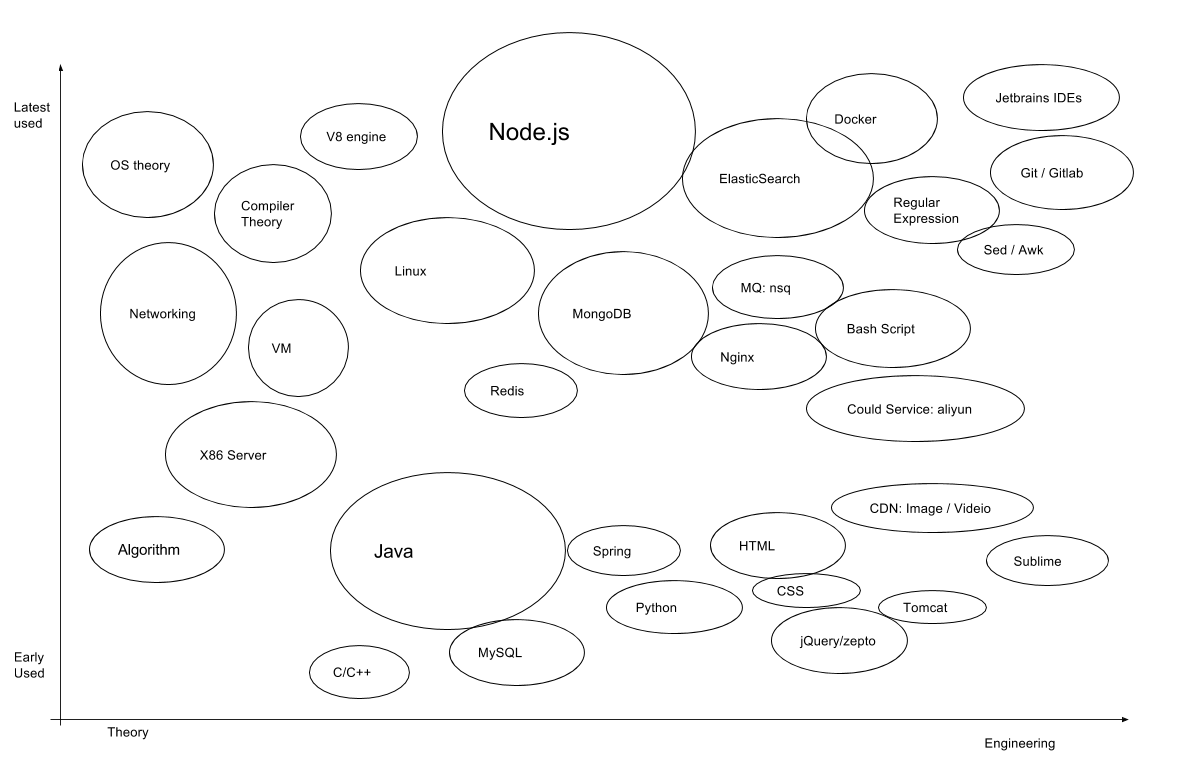 Latest
used
Node.js
Jetbrains IDEs
Docker
V8 engine
OS theory
ElasticSearch
Git / Gitlab
Compiler
Theory
Regular
Expression
Sed / Awk
Linux
MQ: nsq
Networking
MongoDB
Bash Script
VM
Nginx
Redis
Could Service: aliyun
X86 Server
CDN: Image / Videio
Algorithm
Java
Spring
HTML
Sublime
CSS
Python
Tomcat
jQuery/zepto
MySQL
Early
Used
C/C++
Theory
Engineering